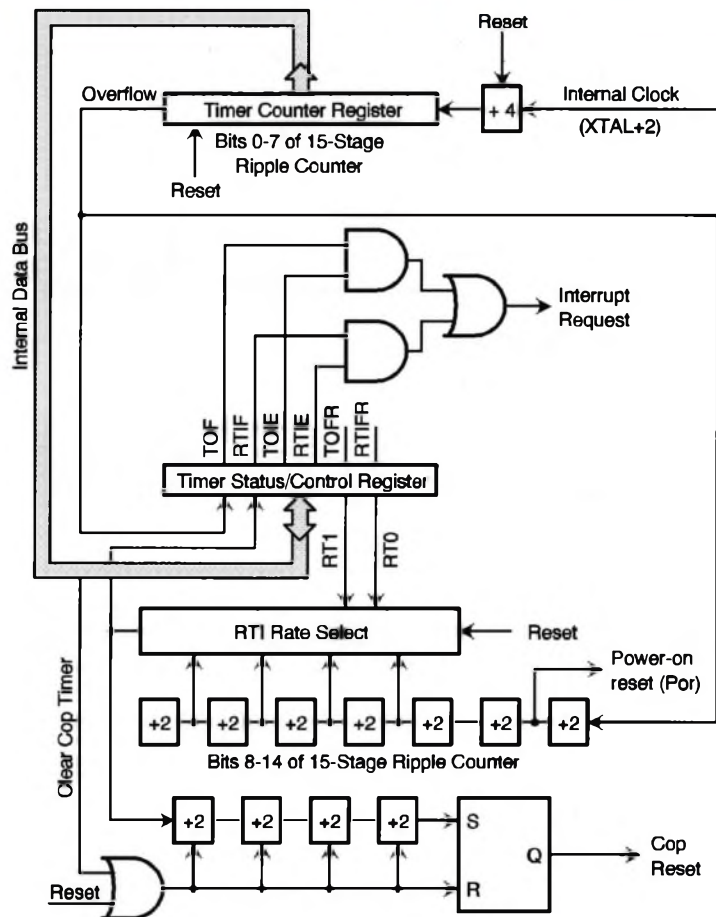 Reset
Overflow
Timer Counter Register
+ 4
Internal Clock
(XTAL+2)
Bits 0-7 of 15-Stage
Ripple Counter
Reset
Internal Data Bus
Interrupt
Request
TOF
RTIF
TOIE
RTIE
TOFR
RTIFR
Timer Status/Control Register
RT1
RT0
RTI Rate Select
Reset
Power-on
reset (Por)
+2
+2
+2
+2
+2
+2
+2
Bits 8-14 of 15-Stage Ripple Counter
Clear Cop Timer
+2
+2
+2
+2
S
Q
R
Cop
Reset
Reset